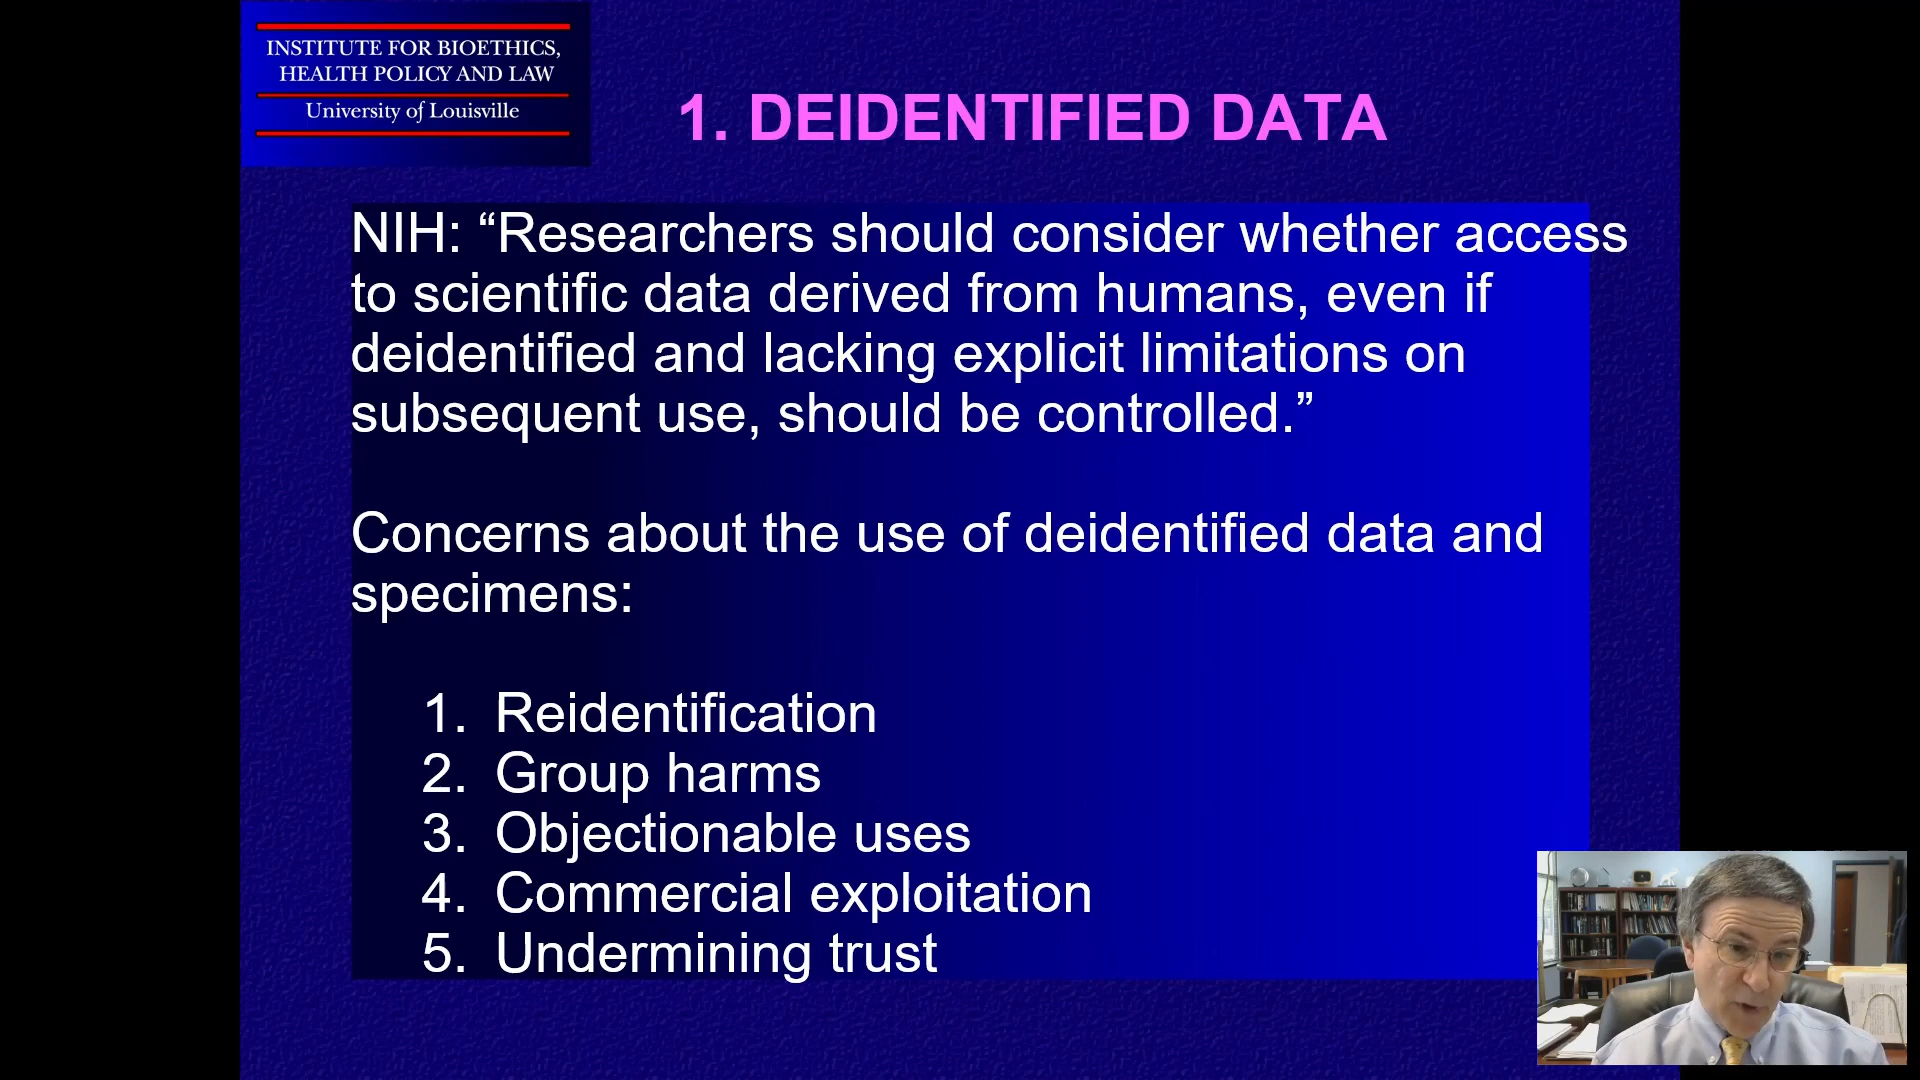 INSTITUTE FOR BIOETHICS,
HEALTH POLICY AND LAW
University of Louisville
1. DEIDENTIFIED DATA
NIH: “Researchers should consider whether access
to scientific data derived from humans, even if
deidentified and lacking explicit limitations on
subsequent use, should be controlled.”
Concerns about the use of deidentified data and
specimens:
1. Reidentification
2. Group harms
3. Objectionable uses
4. Commercial exploitation
5. Undermining trust